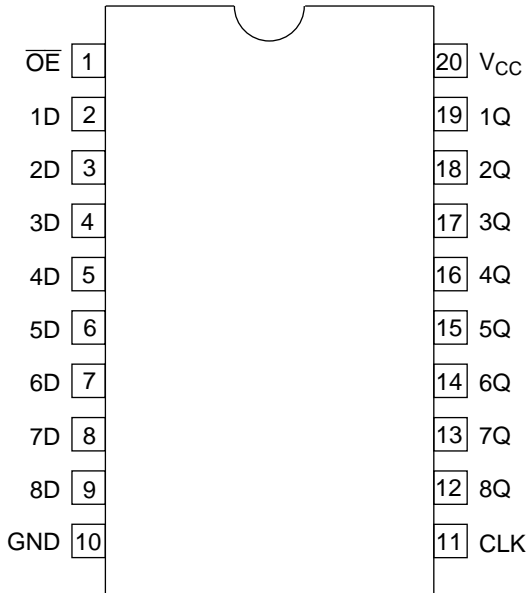 O̅E̅ 1 20 VCC
1D 2 19 1Q
2D 3 18 2Q
3D 4 17 3Q
4D 5 16 4Q
5D 6 15 5Q
6D 7 14 6Q
7D 8 13 7Q
8D 9 12 8Q
GND 10 11 CLK